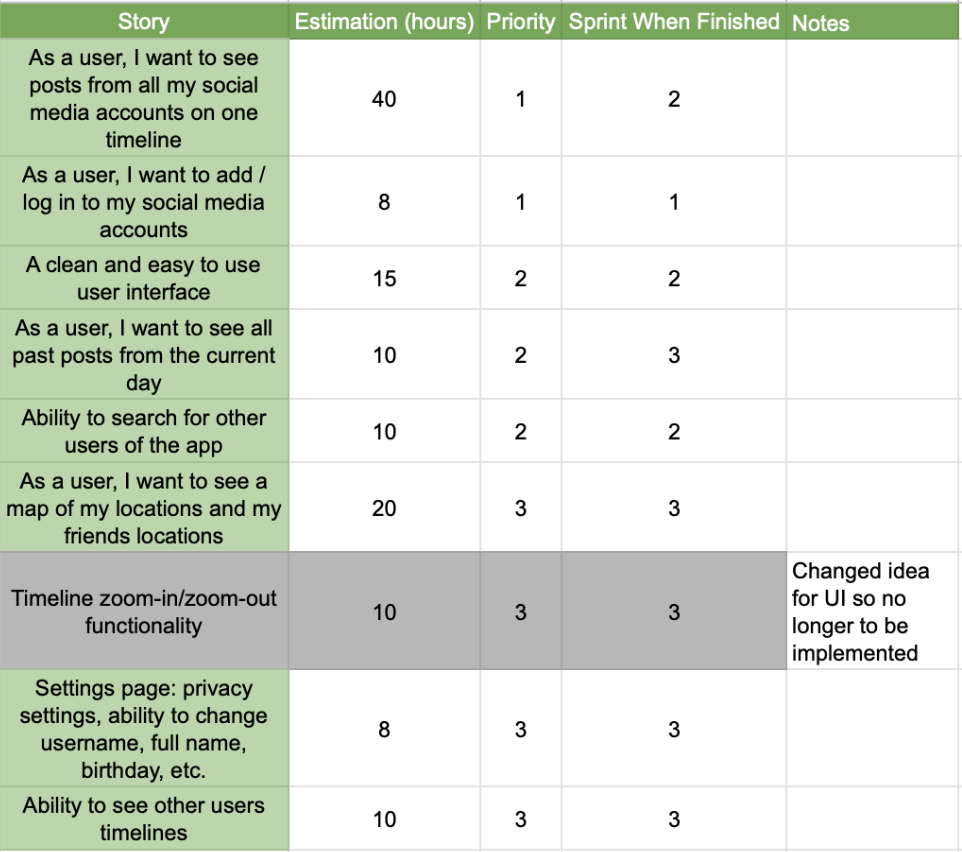 Story Estimation (hours) Priority Sprint When Finished Notes
As a user, I want to see
posts from all my social
media accounts on one
timeline
40 1 2
As a user, I want to add /
log in to my social media
accounts
8 1 1
A clean and easy to use
user interface
15 2 2
As a user, I want to see all
past posts from the current
day
10 2 3
Ability to search for other
users of the app
10 2 2
As a user, I want to see a
map of my locations and my
friends locations
20 3 3
Timeline zoom-in/zoom-out
functionality
10 3 3
Changed idea
for UI so no
longer to be
implemented
Settings page: privacy
settings, ability to change
username, full name,
birthday, etc.
8 3 3
Ability to see other users
timelines
10 3 3